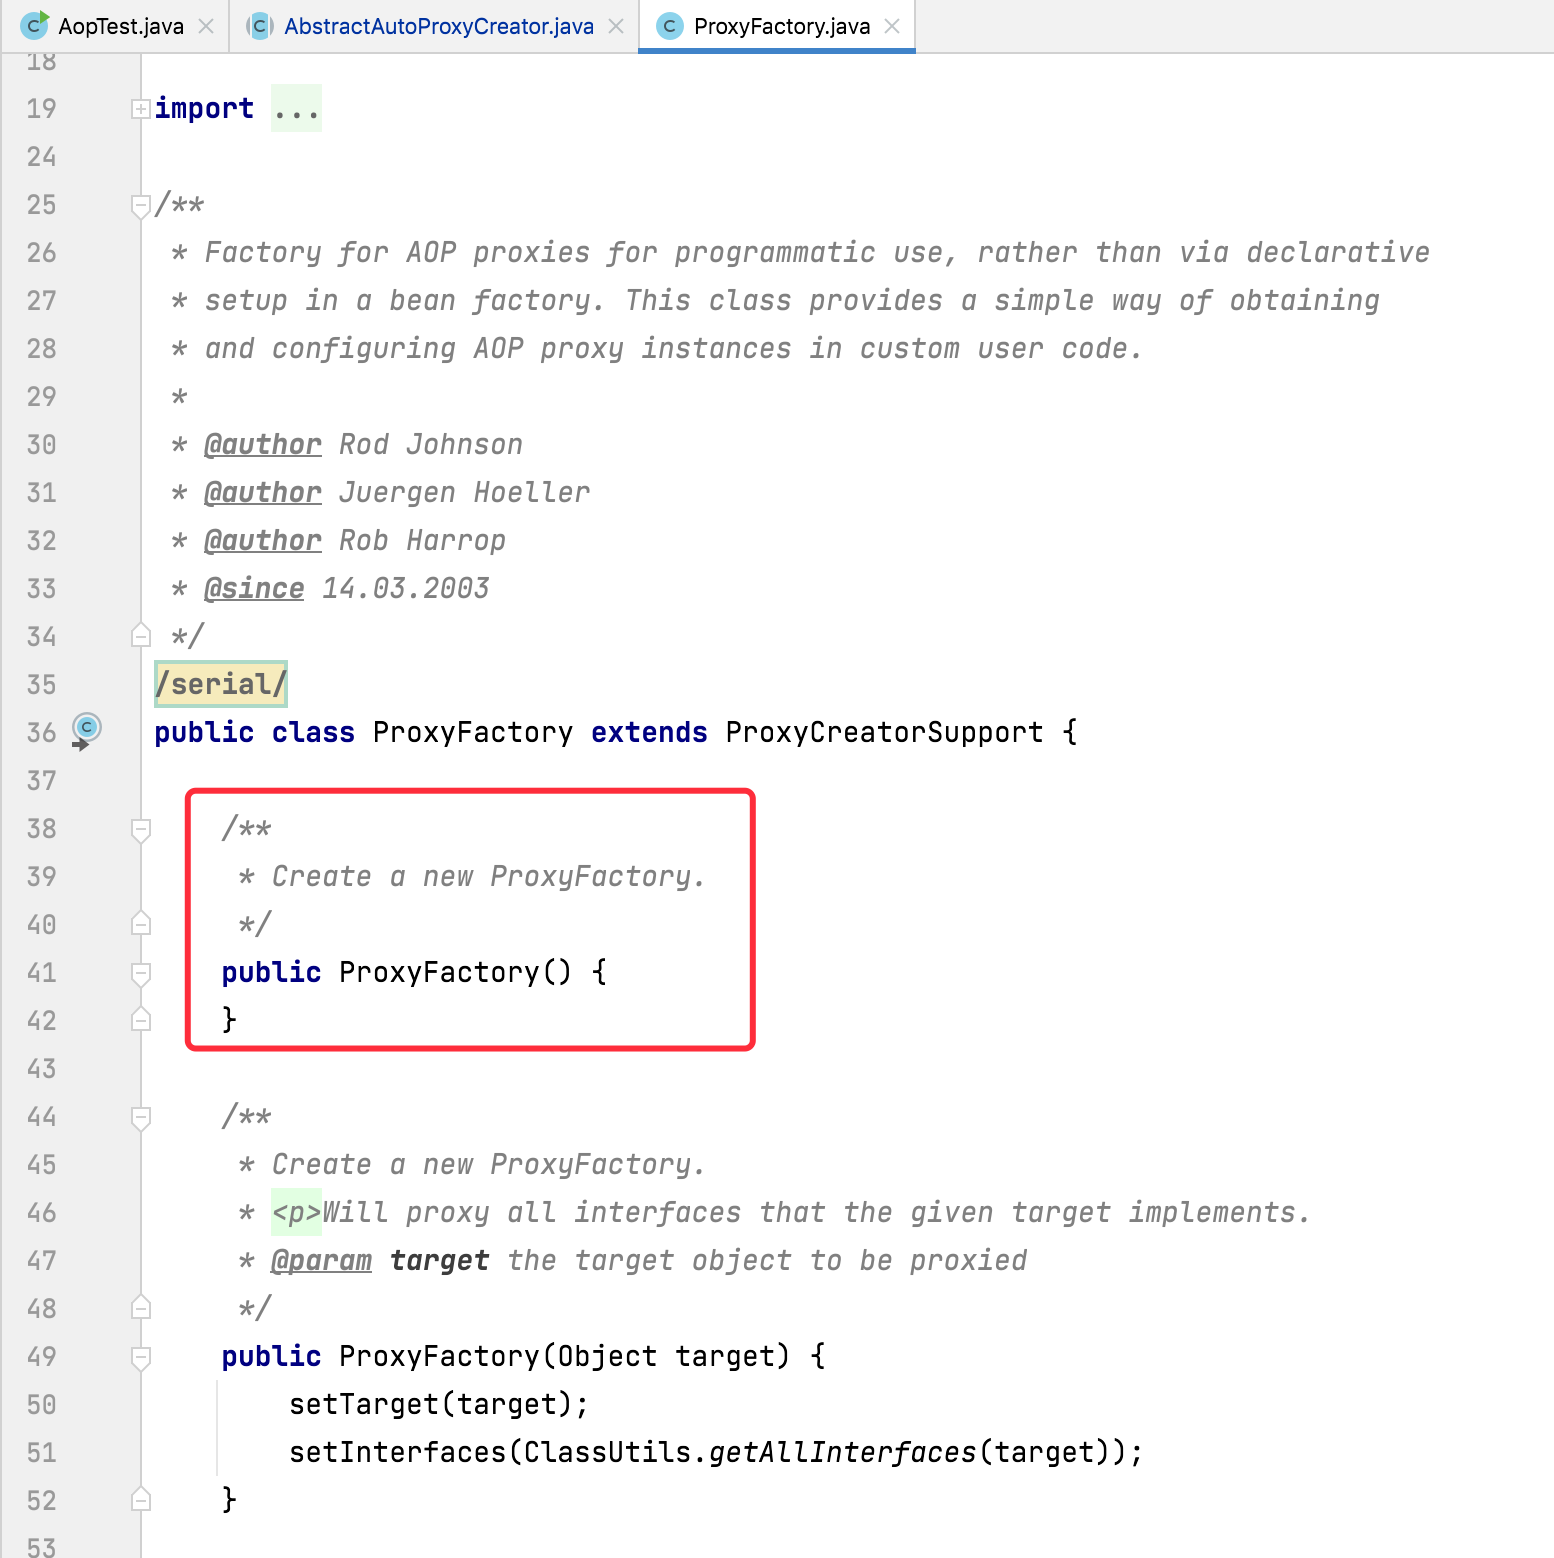 AopTest.java AbstractAutoProxyCreator.java ProxyFactory.java
18
19 import ...
24
25 /**
26  * Factory for AOP proxies for programmatic use, rather than via declarative
27  * setup in a bean factory. This class provides a simple way of obtaining
28  * and configuring AOP proxy instances in custom user code.
29  *
30  * @author Rod Johnson
31  * @author Juergen Hoeller
32  * @author Rob Harrop
33  * @since 14.03.2003
34  */
35 /serial/
36 public class ProxyFactory extends ProxyCreatorSupport {
37
38     /**
39      * Create a new ProxyFactory.
40      */
41     public ProxyFactory() {
42     }
43
44     /**
45      * Create a new ProxyFactory.
46      * <p>Will proxy all interfaces that the given target implements.
47      * @param target the target object to be proxied
48      */
49     public ProxyFactory(Object target) {
50         setTarget(target);
51         setInterfaces(ClassUtils.getAllInterfaces(target));
52     }
53